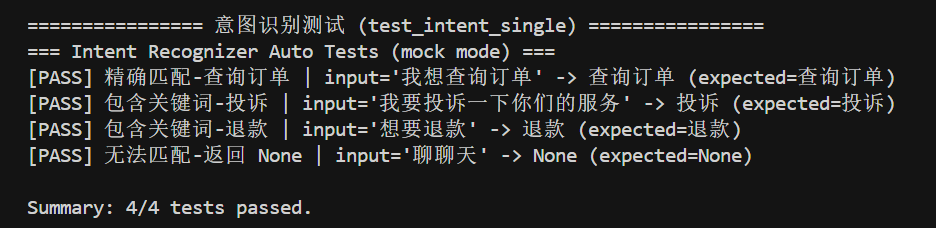 ================ 意图识别测试 (test_intent_single) ================
=== Intent Recognizer Auto Tests (mock mode) ===
[PASS] 精确匹配-查询订单 | input='我想查询订单' -> 查询订单 (expected=查询订单)
[PASS] 包含关键词-投诉 | input='我要投诉一下你们的服务' -> 投诉 (expected=投诉)
[PASS] 包含关键词-退款 | input='想要退款' -> 退款 (expected=退款)
[PASS] 无法匹配-返回 None | input='聊聊天' -> None (expected=None)
Summary: 4/4 tests passed.